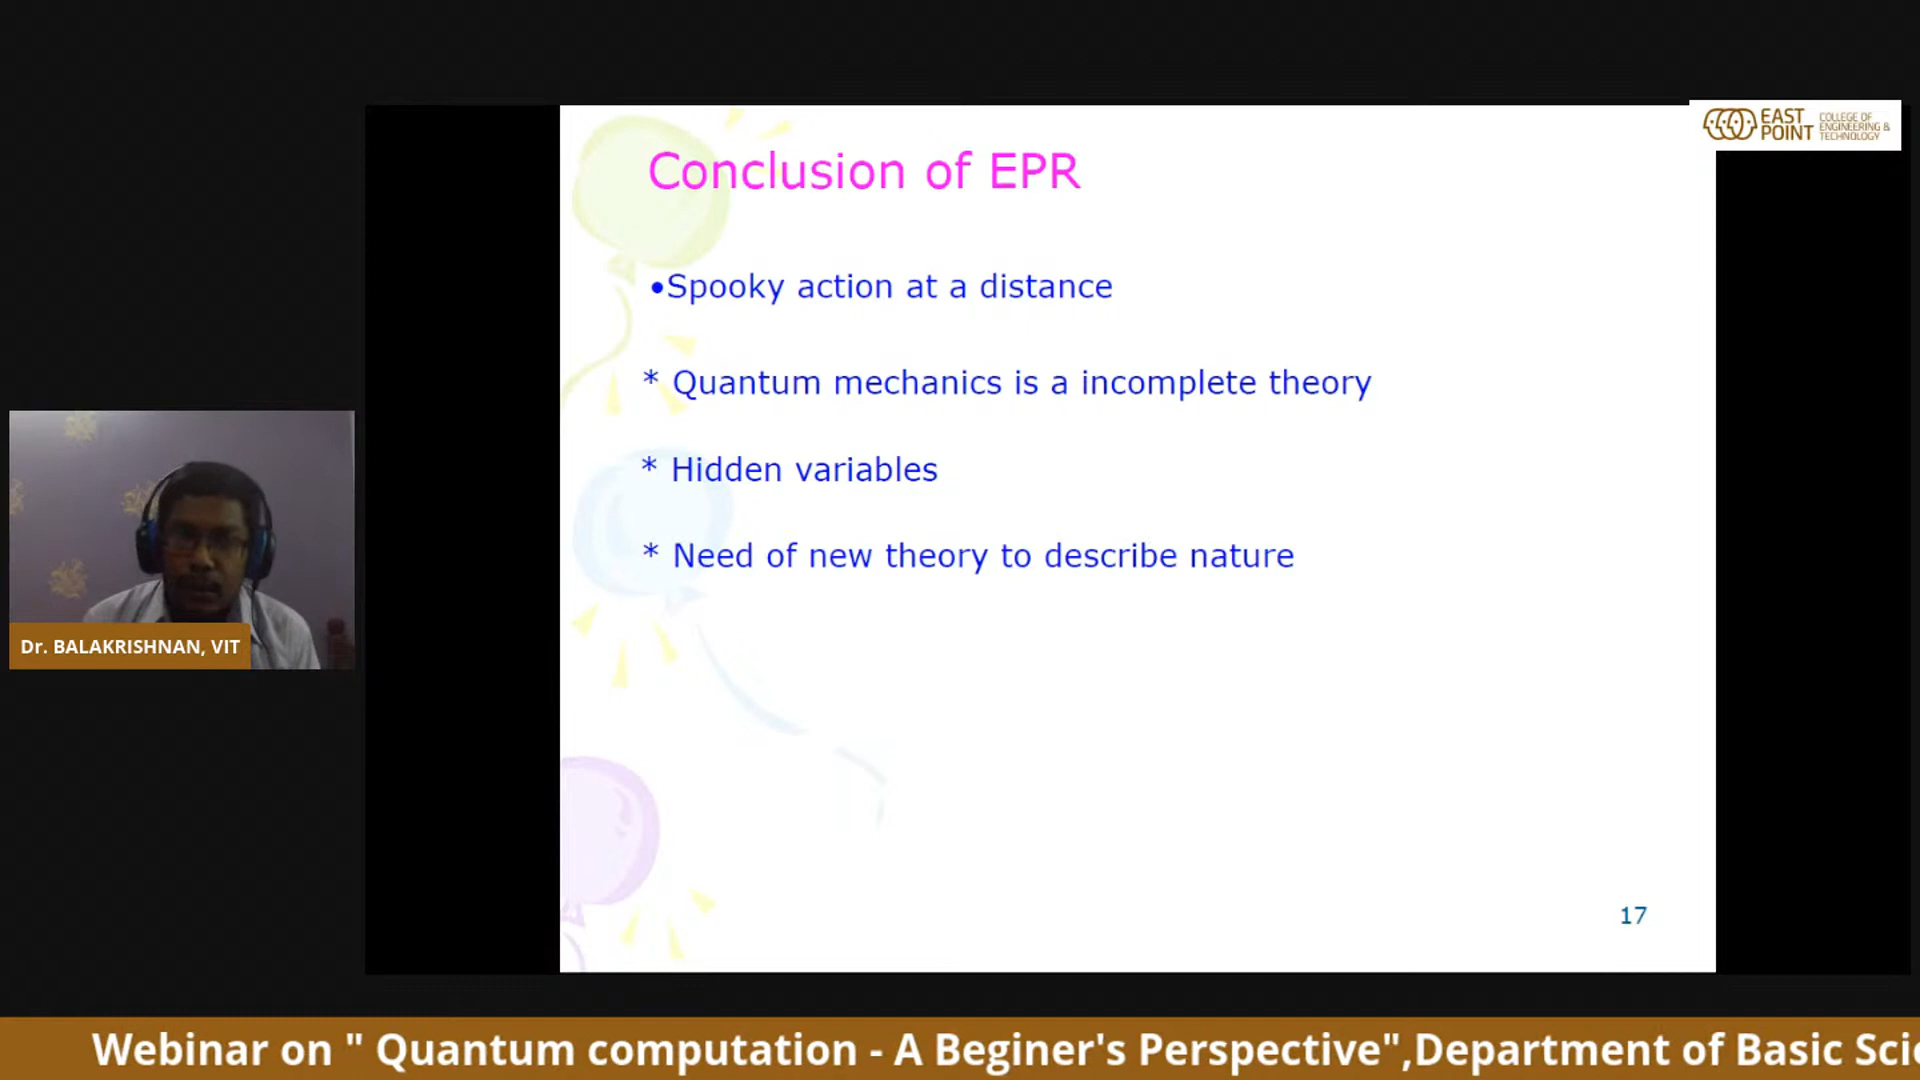 EAST
POINT
COLLEGE OF
ENGINEERING &
TECHNOLOGY
Conclusion of EPR
•Spooky action at a distance
* Quantum mechanics is a incomplete theory
* Hidden variables
* Need of new theory to describe nature
17
Dr. BALAKRISHNAN, VIT
Webinar on " Quantum computation - A Beginer's Perspective",Department of Basic Scie